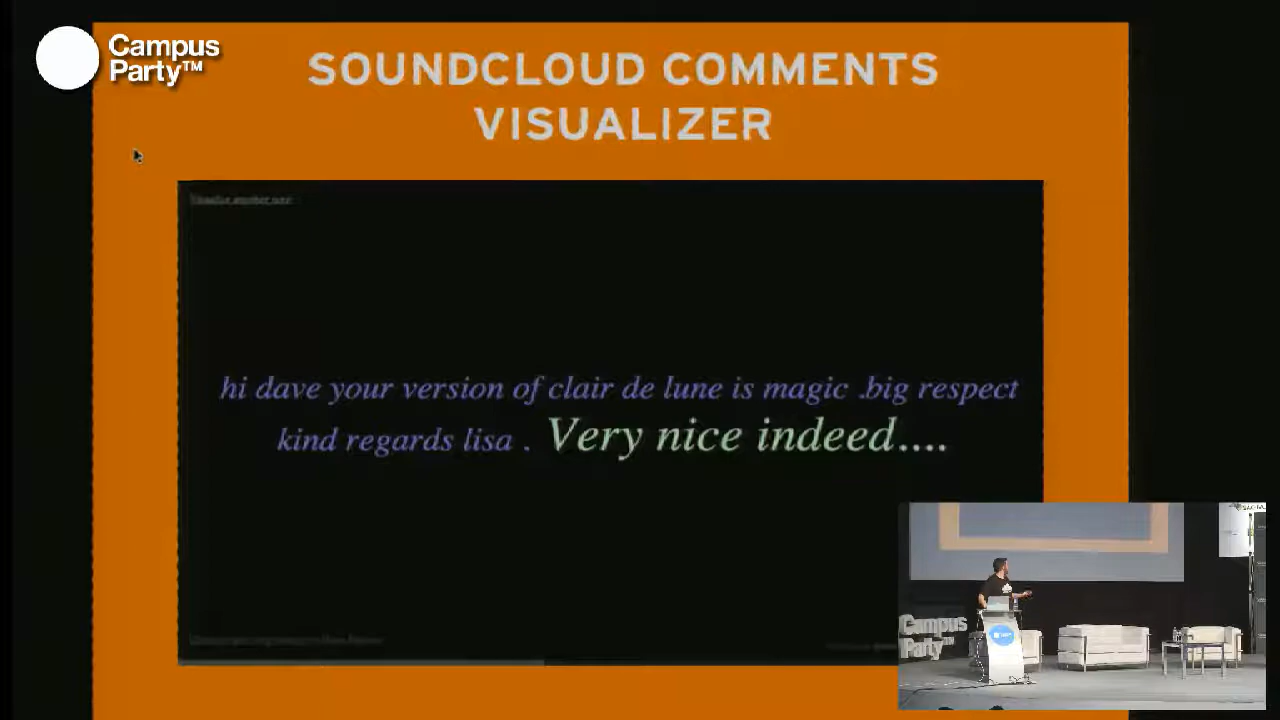 Campus
Party™
SOUNDCLOUD COMMENTS
VISUALIZER
hi dave your version of clair de lune is magic .big respect
kind regards lisa . Very nice indeed....
Campus
Party™